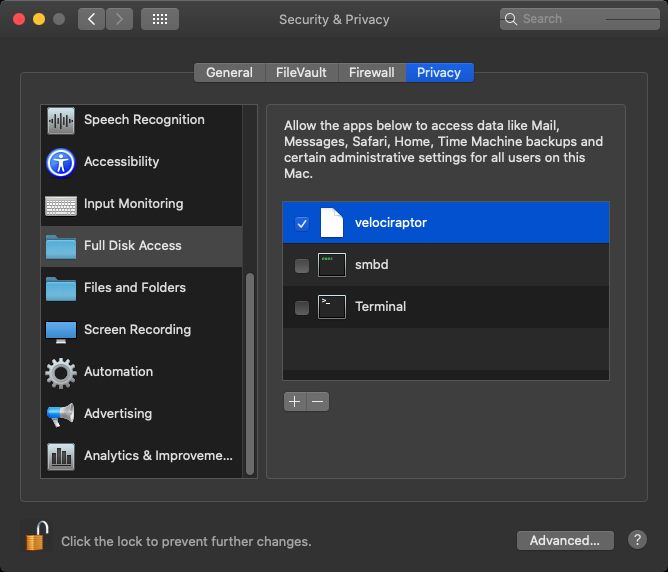 Security & Privacy
Search
General
FileVault
Firewall
Privacy
Speech Recognition
Accessibility
Input Monitoring
Full Disk Access
Files and Folders
Screen Recording
Automation
Advertising
Analytics & Improveme...
Allow the apps below to access data like Mail,
Messages, Safari, Home, Time Machine backups and
certain administrative settings for all users on this
Mac.
velociraptor
smbd
Terminal
Click the lock to prevent further changes.
Advanced...
?